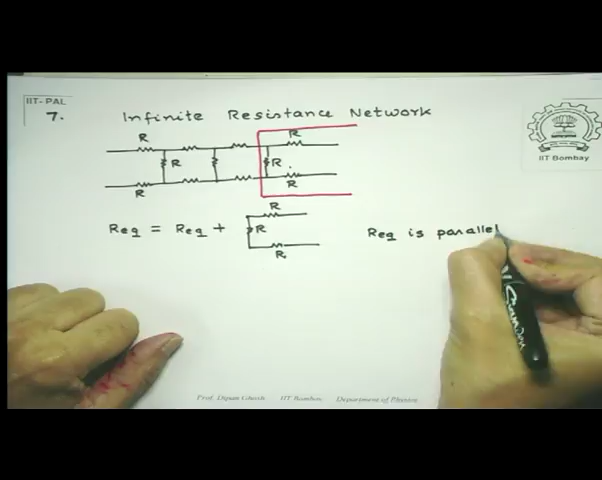 IIT- PAL
7. Infinite Resistance Network
R R
R R
R R
IIT Bombay
Req = Req + R Req is parallel
R
R
Prof. Dipan Ghosh IIT Bombay Department of Physics